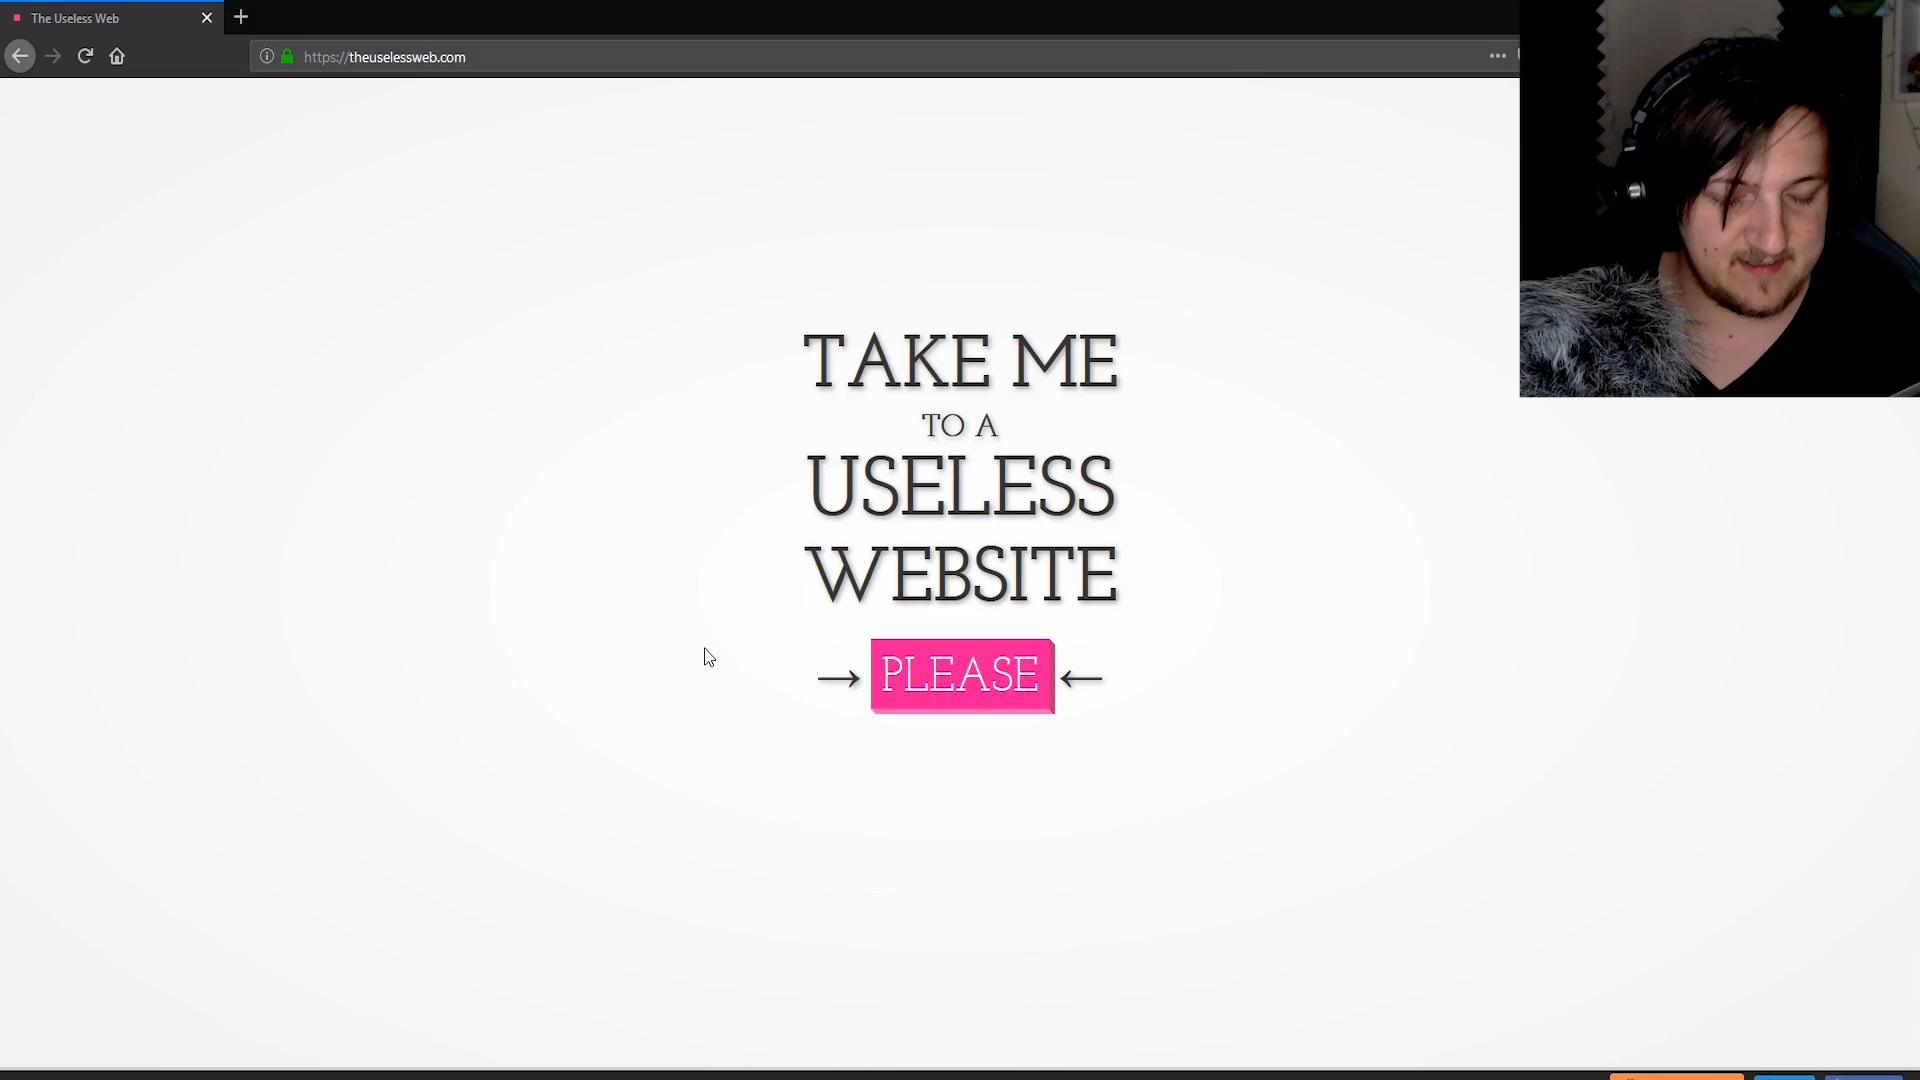 The Useless Web
https://theuselessweb.com
TAKE ME
TO A
USELESS
WEBSITE
→ PLEASE ←